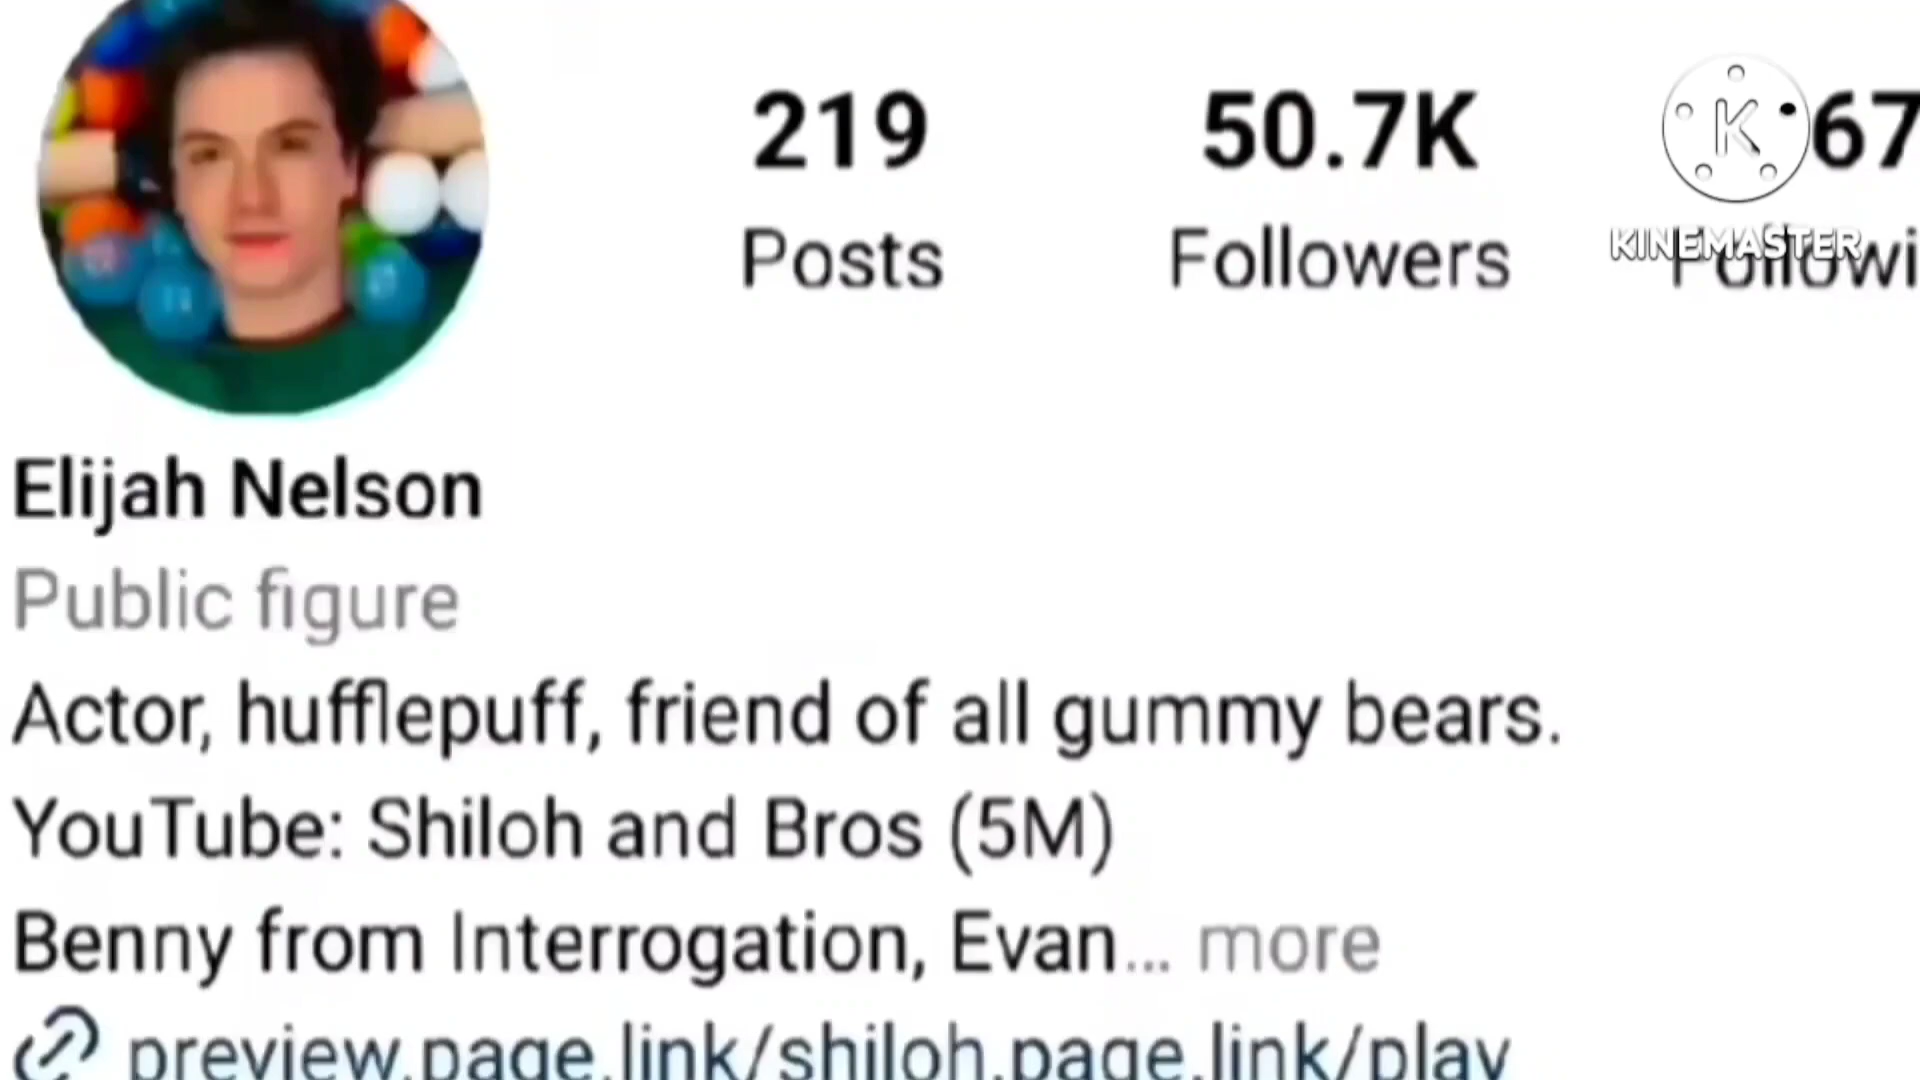 219 50.7K 67
Posts Followers Followi
KINEMASTER
Elijah Nelson
Public figure
Actor, hufflepuff, friend of all gummy bears.
YouTube: Shiloh and Bros (5M)
Benny from Interrogation, Evan... more
preview.page.link/shiloh.page.link/play